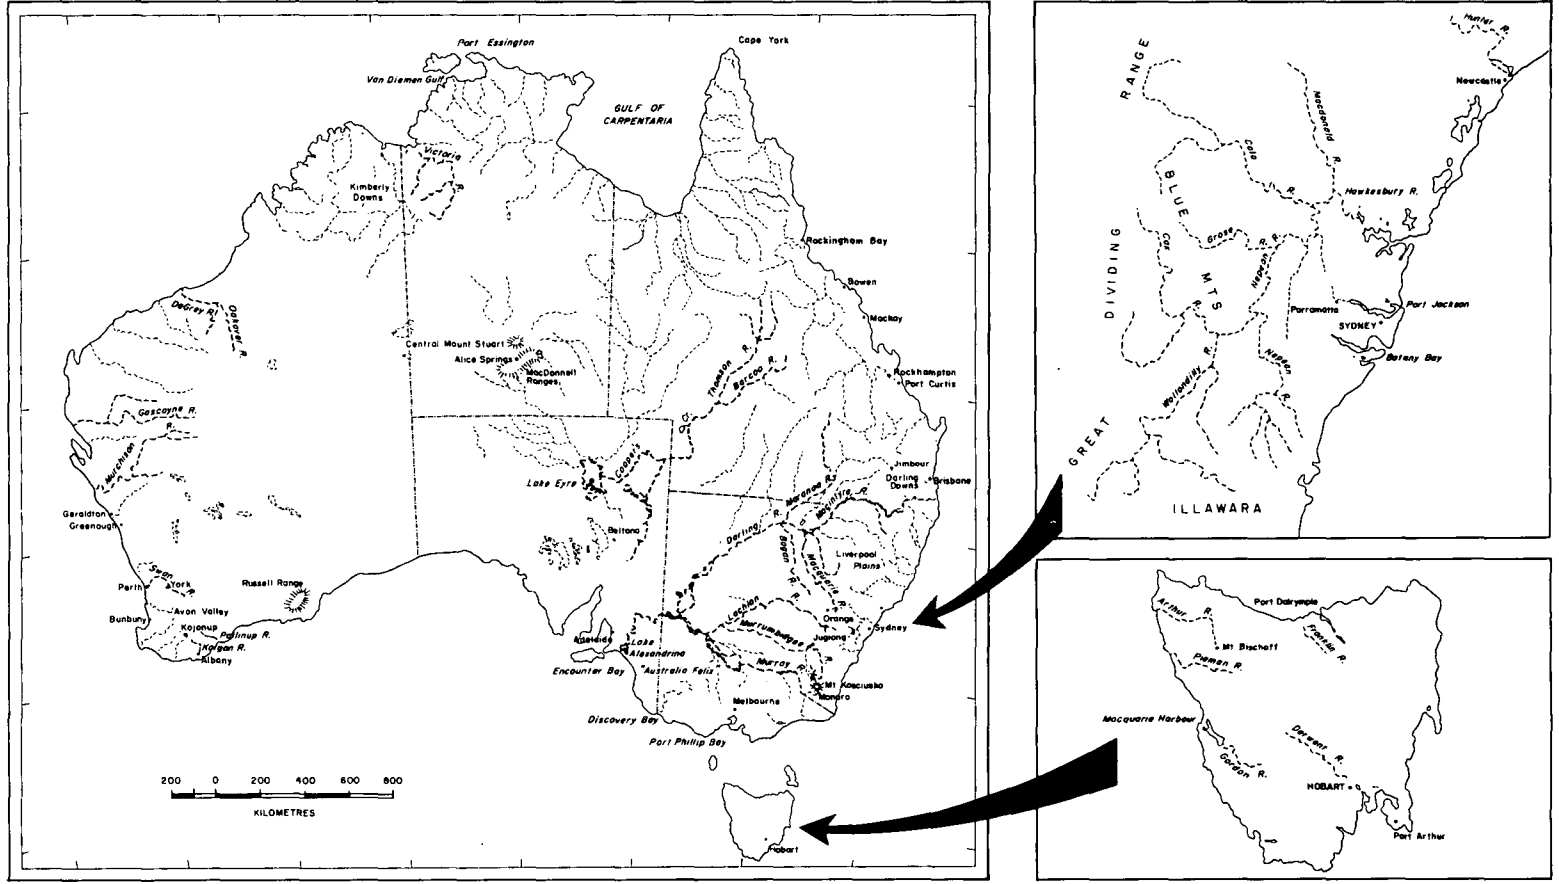 Port Essington
Cape York
Van Diemen Gulf
GULF OF
CARPENTARIA
Victoria
R.
Kimberly
Downs
Rockingham Bay
Bowen
DeGrey R.
Oakover R.
Mackay
Central Mount Stuart
Alice Springs
MacDonnell
Ranges
Thomson R.
Barcoo R.
Rockhampton
Port Curtis
Gascoyne R.
Murchison
R.
Cooper's
Lake Eyre
Jimbour
Darling
Downs
Brisbane
Maranoa R.
Macintyre R.
Geraldton
Greenough
Beltana
Darling R.
Bogan R.
Macquarie R.
Liverpool
Plains
Swan
R.
Perth
York
Russell Range
Bunbury
Avon Valley
Kojonup
Pallinup R.
Kalgan R.
Albany
Lachlan
Orange
Sydney
Murrumbidgee
R.
Jugiong
Adelaide
Lake
Alexandrina
Encounter Bay
Australia Felix
Murray R.
Mt Kosciusko
Monaro
Melbourne
Discovery Bay
Port Phillip Bay
200 0 200 400 600 800
KILOMETRES
Hobart
Hunter R.
Newcastle
RANGE
Macdonald R.
Colo
R.
Hawkesbury R.
BLUE
MTS
Grose
R.
R.
Cox
R.
Nepean
DIVIDING
Parramatta
Port Jackson
SYDNEY
Botany Bay
Nepean
R.
Wollondilly
R.
GREAT
ILLAWARA
Port Dalrymple
Arthur R.
Franklin R.
Mt Bischoff
Pieman R.
Macquarie Harbour
Gordon R.
Derwent R.
HOBART
Port Arthur